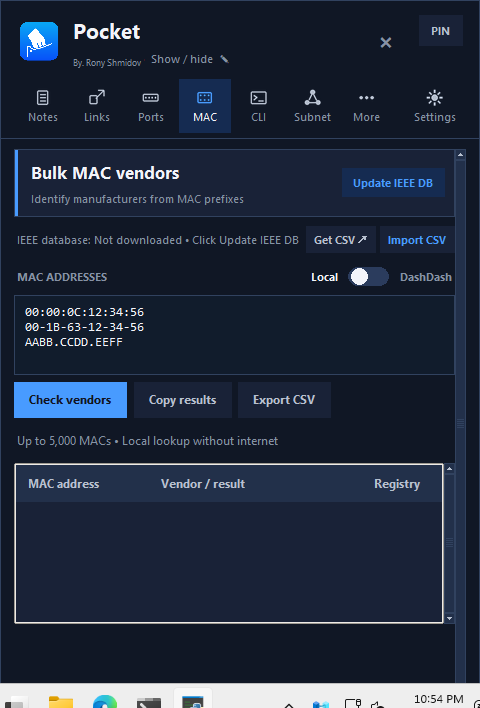 Pocket
PIN
By. Rony Shmidov Show / hide
Notes Links Ports MAC CLI Subnet More Settings
Bulk MAC vendors
Update IEEE DB
Identify manufacturers from MAC prefixes
IEEE database: Not downloaded • Click Update IEEE DB Get CSV↗ Import CSV
MAC ADDRESSES Local DashDash
00:00:0C:12:34:56
00-1B-63-12-34-56
AABB.CCDD.EEFF
Check vendors Copy results Export CSV
Up to 5,000 MACs • Local lookup without internet
MAC address Vendor / result Registry
10:54 PM